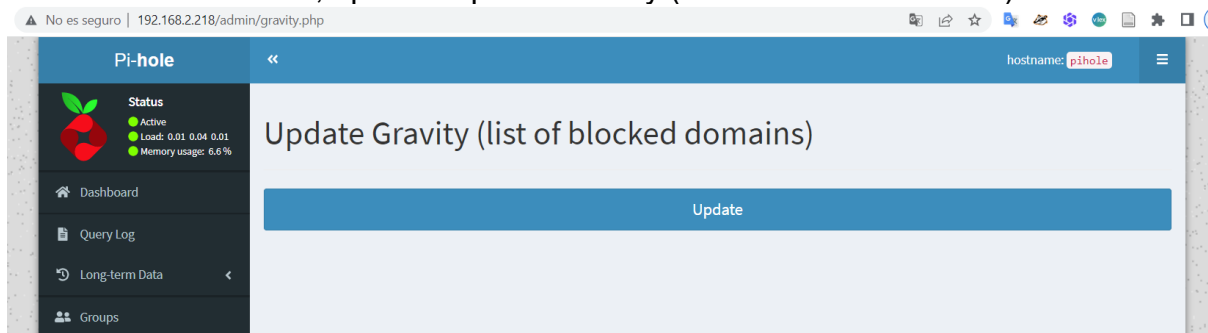 No es seguro | 192.168.2.218/admin/gravity.php
Pi-hole
hostname: pihole
Status
Active
Load: 0.01 0.04 0.01
Memory usage: 6.6 %
Update Gravity (list of blocked domains)
Dashboard
Update
Query Log
Long-term Data
Groups